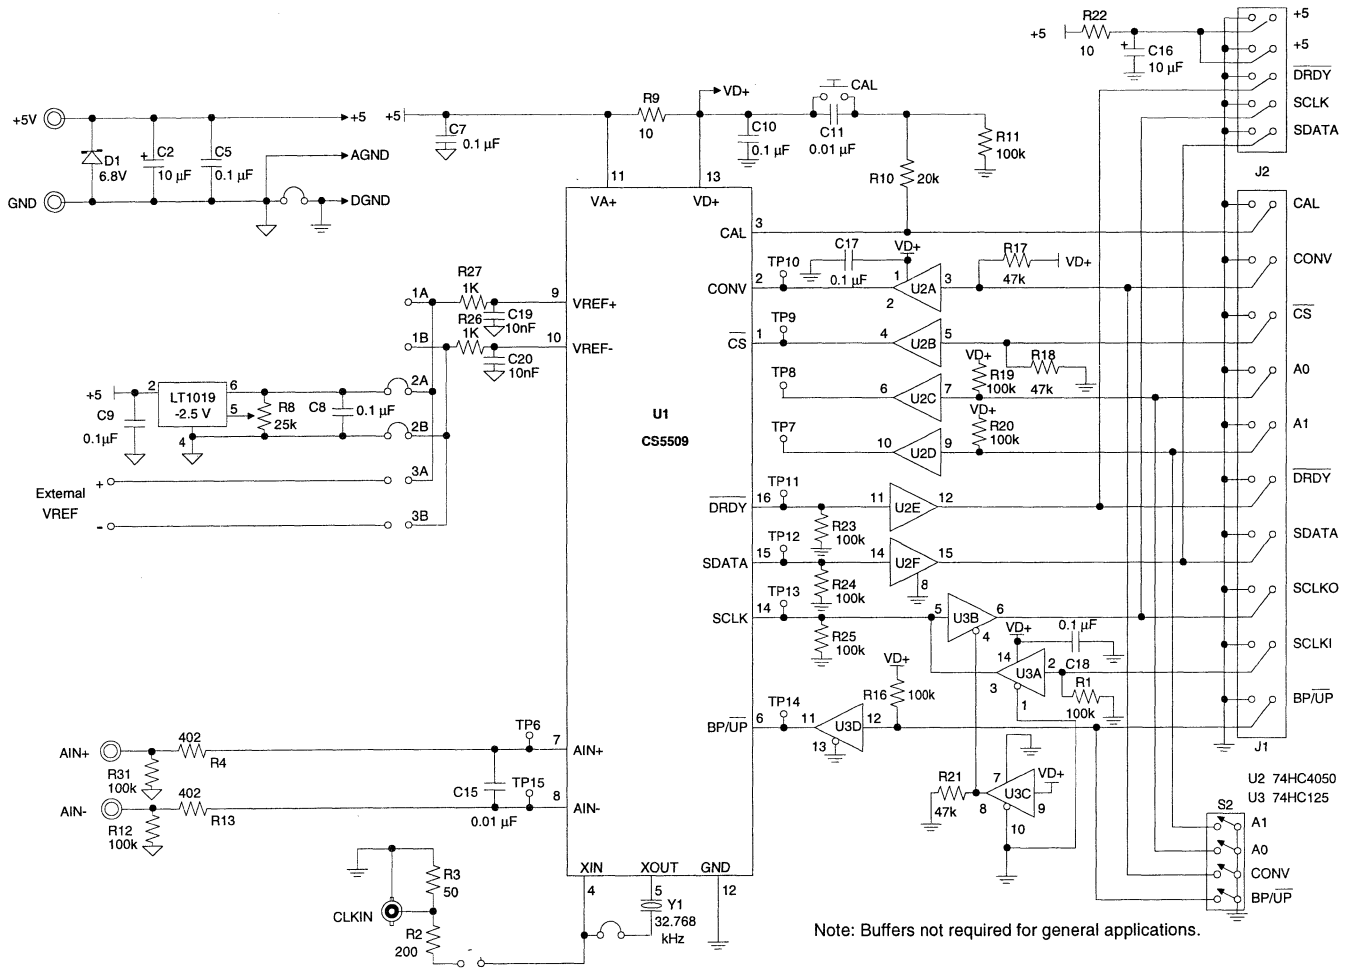 R22
+5
10
+
C16
10 µF
+5
+5
DRDY
SCLK
SDATA
J2
+5V
D1
6.8V
+
C2
10 µF
C5
0.1 µF
+5
AGND
DGND
GND
+5
C7
0.1 µF
R9
10
VD+
C10
0.1 µF
CAL
C11
0.01 µF
R11
100k
R10
20k
11
13
VA+
VD+
CAL
3
CONV
2
TP10
C17
0.1 µF
VD+
1
2
U2A
3
R17
47k
VD+
CS
1
TP9
4
U2B
5
R18
47k
TP8
6
U2C
7
VD+
R19
100k
TP7
10
U2D
9
VD+
R20
100k
DRDY
16
TP11
11
U2E
12
R23
100k
SDATA
15
TP12
14
U2F
15
8
R24
100k
SCLK
14
TP13
5
U3B
6
4
R25
100k
VD+
0.1 µF
C18
14
U3A
2
3
1
R1
100k
BP/UP
6
TP14
11
U3D
12
13
VD+
R16
100k
R21
47k
7
U3C
8
9
10
VD+
CAL
CONV
CS
A0
A1
DRDY
SDATA
SCLKO
SCLKI
BP/UP
J1
U2 74HC4050
U3 74HC125
S2
A1
A0
CONV
BP/UP
1A
R27
1K
9
VREF+
C19
10nF
1B
R26
1K
10
VREF-
C20
10nF
+5
2
LT1019
-2.5 V
6
5
4
C9
0.1µF
R8
25k
C8
0.1 µF
2A
2B
External
VREF
+
-
3A
3B
U1
CS5509
AIN+
402
R4
R31
100k
TP6
7
AIN+
C15
0.01 µF
AIN-
402
R13
R12
100k
TP15
8
AIN-
XIN
XOUT
GND
4
5
12
Y1
32.768
kHz
CLKIN
R3
50
R2
200
Note: Buffers not required for general applications.